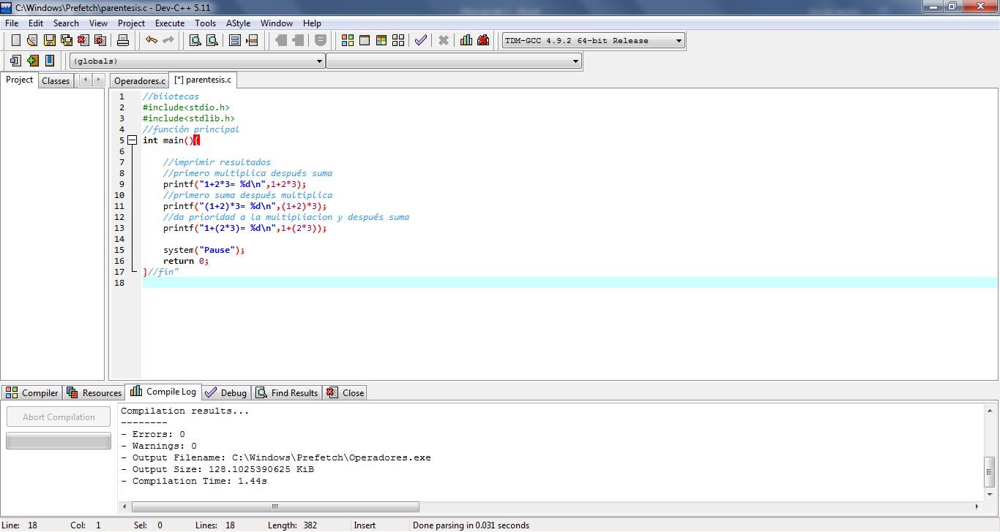 C:\Windows\Prefetch\parentesis.c - Dev-C++ 5.11
File Edit Search View Project Execute Tools AStyle Window Help
TDM-GCC 4.9.2 64-bit Release
(globals)
Project Classes
Operadores.c [*] parentesis.c
1 //bliotecas
2 #include<stdio.h>
3 #include<stdlib.h>
4 //función principal
5 int main(){
6
7 //imprimir resultados
8 //primero multiplica después suma
9 printf("1+2*3= %d\n",1+2*3);
10 //primero suma después multiplica
11 printf("(1+2)*3= %d\n",(1+2)*3);
12 //da prioridad a la multipliacion y después suma
13 printf("1+(2*3)= %d\n",1+(2*3));
14
15 system("Pause");
16 return 0;
17 }//fin"
18
Compiler Resources Compile Log Debug Find Results Close
Abort Compilation
Compilation results...
--------
- Errors: 0
- Warnings: 0
- Output Filename: C:\Windows\Prefetch\Operadores.exe
- Output Size: 128.1025390625 KiB
- Compilation Time: 1.44s
Line: 18 Col: 1 Sel: 0 Lines: 18 Length: 382 Insert Done parsing in 0.031 seconds